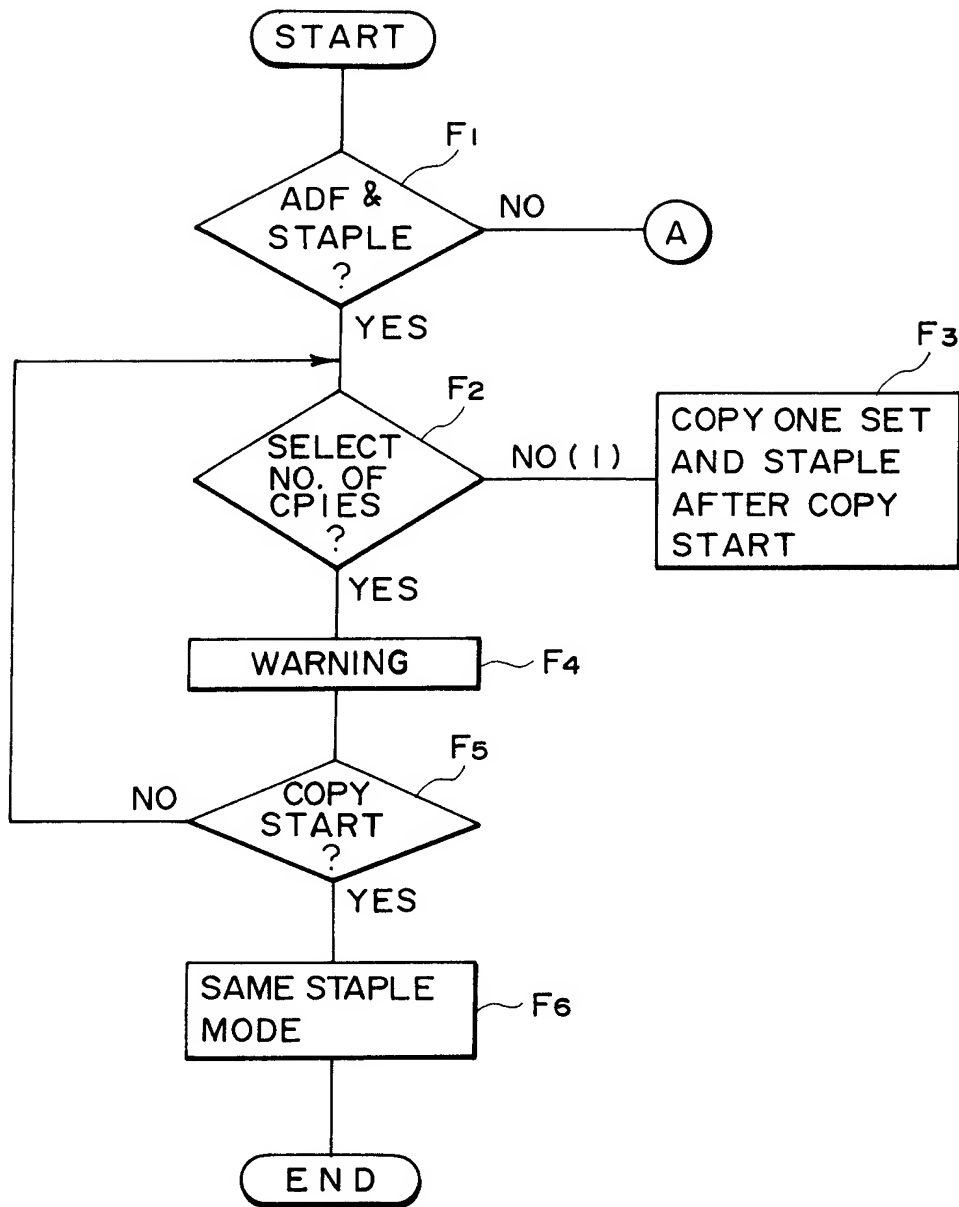 START
F1
ADF &
STAPLE
?
NO
A
YES
F2
SELECT
NO. OF
CPIES
?
NO (1)
F3
COPY ONE SET
AND STAPLE
AFTER COPY
START
YES
WARNING
F4
F5
COPY
START
?
NO
YES
SAME STAPLE
MODE
F6
END